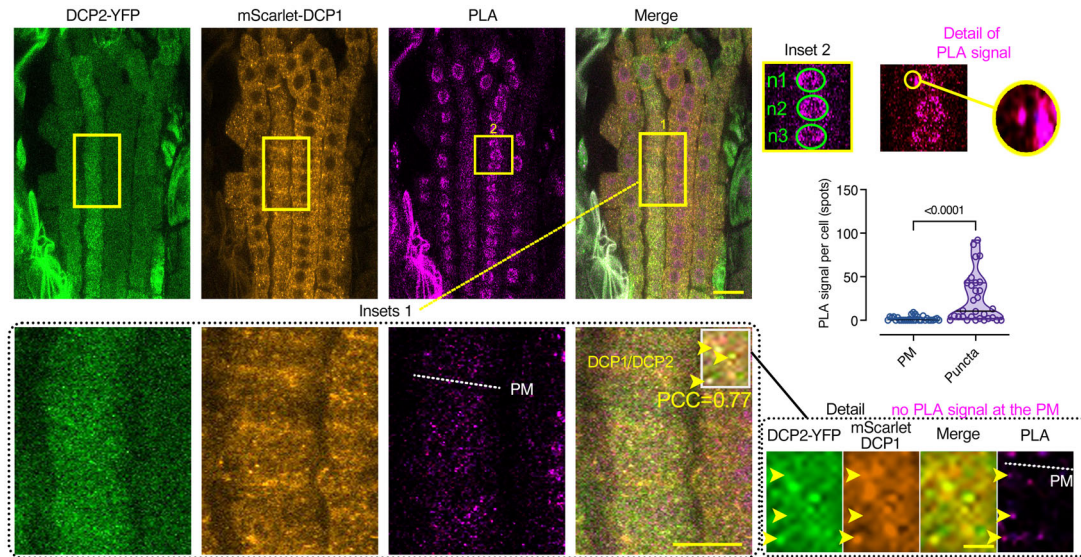 DCP2-YFP
mScarlet-DCP1
PLA
Merge
2
1
Inset 2
n1
n2
n3
Detail of
PLA signal
PLA signal per cell (spots)
150
100
50
0
<0.0001
PM
Puncta
Insets 1
PM
DCP1/DCP2
PCC=0.77
Detail
no PLA signal at the PM
DCP2-YFP
mScarlet
DCP1
Merge
PLA
PM